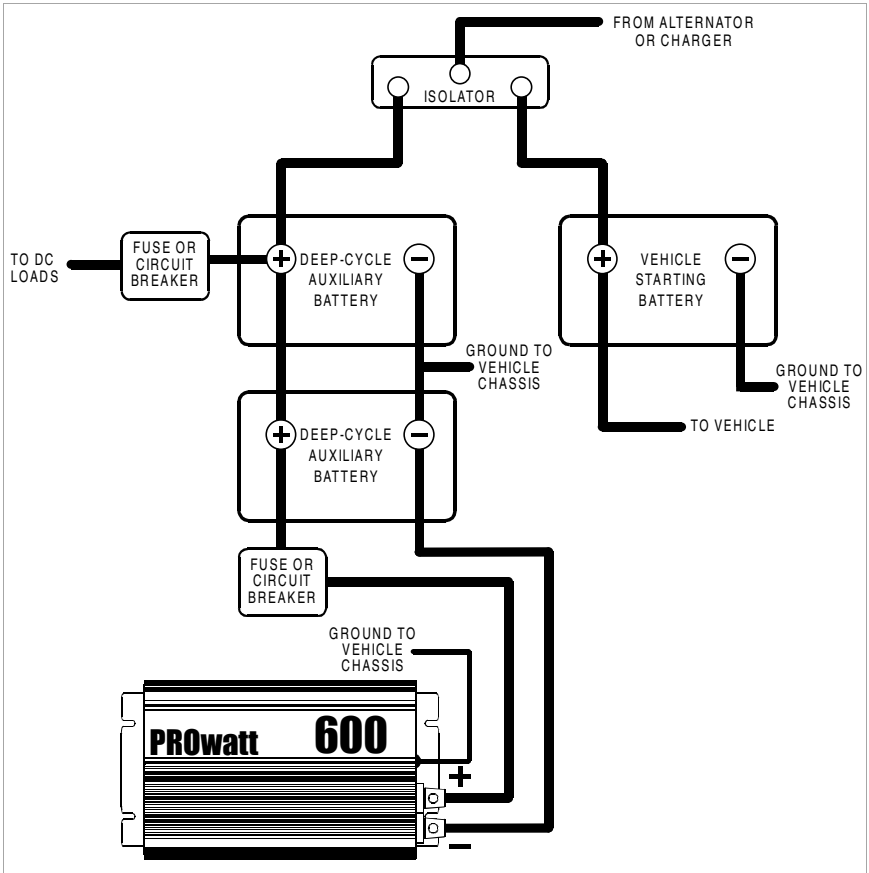 FROM ALTERNATOR
OR CHARGER
ISOLATOR
TO DC
LOADS
FUSE OR
CIRCUIT
BREAKER
+
DEEP-CYCLE
AUXILIARY
BATTERY
−
+
VEHICLE
STARTING
BATTERY
−
GROUND TO
VEHICLE
CHASSIS
GROUND TO
VEHICLE
CHASSIS
TO VEHICLE
+
DEEP-CYCLE
AUXILIARY
BATTERY
−
FUSE OR
CIRCUIT
BREAKER
GROUND TO
VEHICLE
CHASSIS
PROwatt 600
+
−